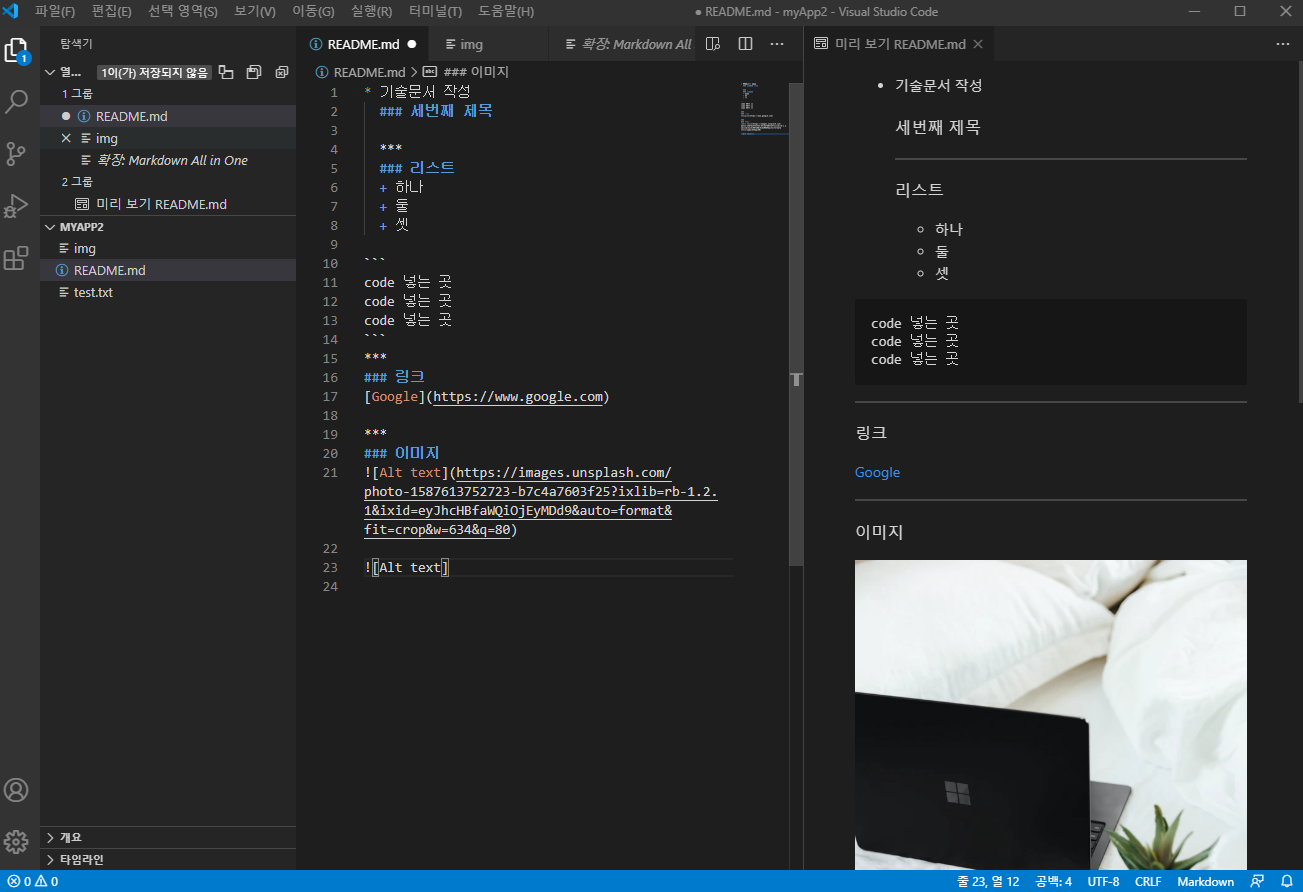 파일(F) 편집(E) 선택 영역(S) 보기(V) 이동(G) 실행(R) 터미널(T) 도움말(H)
● README.md - myApp2 - Visual Studio Code
1
탐색기
열... 1이(가) 저장되지 않음
1 그룹
README.md
img
확장: Markdown All in One
2 그룹
미리 보기 README.md
MYAPP2
img
README.md
test.txt
개요
타임라인
README.md
img
확장: Markdown All
README.md > ### 이미지
1 * 기술문서 작성
2 ### 세번째 제목
3
4 ***
5 ### 리스트
6 + 하나
7 + 둘
8 + 셋
9
10 ```
11 code 넣는 곳
12 code 넣는 곳
13 code 넣는 곳
14 ```
15 ***
16 ### 링크
17 [Google](https://www.google.com)
18
19 ***
20 ### 이미지
21 ![Alt text](https://images.unsplash.com/
photo-1587613752723-b7c4a7603f25?ixlib=rb-1.2.
1&ixid=eyJhcHBfaWQiOjEyMDd9&auto=format&
fit=crop&w=634&q=80)
22
23 ![Alt text]
24
미리 보기 README.md
• 기술문서 작성
세번째 제목
리스트
하나
둘
셋
code 넣는 곳
code 넣는 곳
code 넣는 곳
링크
Google
이미지
0 0
줄 23, 열 12 공백: 4 UTF-8 CRLF Markdown